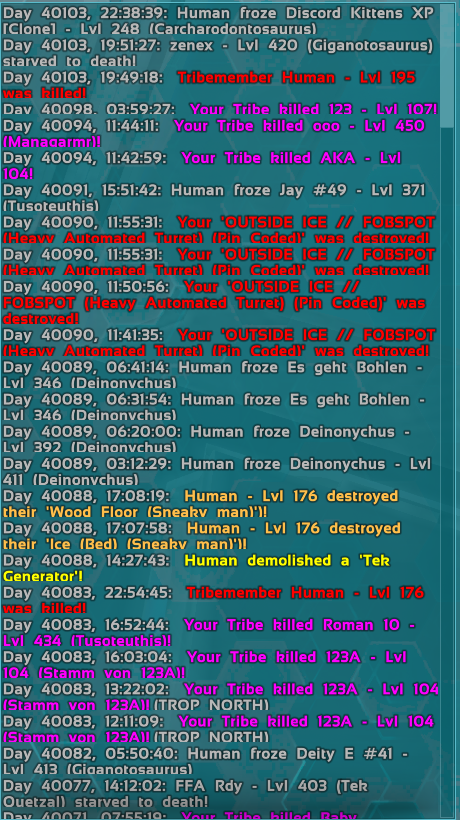 Day 40103, 22:38:39: Human froze Discord Kittens XP
[Clone] - Lvl 248 (Carcharodontosaurus)
Day 40103, 19:51:27: zenex - Lvl 420 (Giganotosaurus)
starved to death!
Day 40103, 19:49:18: Tribemember Human - Lvl 195
was killed!
Day 40098, 03:59:27: Your Tribe killed 123 - Lvl 107!
Day 40094, 11:44:11: Your Tribe killed ooo - Lvl 450
(Managarmr)!
Day 40094, 11:42:59: Your Tribe killed AKA - Lvl
104!
Day 40091, 15:51:42: Human froze Jay #49 - Lvl 371
(Tusoteuthis)
Day 40090, 11:55:31: Your 'OUTSIDE ICE // FOBSPOT
(Heavy Automated Turret) (Pin Coded)' was destroyed!
Day 40090, 11:55:31: Your 'OUTSIDE ICE // FOBSPOT
(Heavy Automated Turret) (Pin Coded)' was destroyed!
Day 40090, 11:50:56: Your 'OUTSIDE ICE //
FOBSPOT (Heavy Automated Turret) (Pin Coded)' was
destroyed!
Day 40090, 11:41:35: Your 'OUTSIDE ICE // FOBSPOT
(Heavy Automated Turret) (Pin Coded)' was destroyed!
Day 40089, 06:41:14: Human froze Es geht Bohlen -
Lvl 346 (Deinonychus)
Day 40089, 06:31:54: Human froze Es geht Bohlen -
Lvl 346 (Deinonychus)
Day 40089, 06:20:00: Human froze Deinonychus -
Lvl 392 (Deinonychus)
Day 40089, 03:12:29: Human froze Deinonychus - Lvl
411 (Deinonychus)
Day 40088, 17:08:19: Human - Lvl 176 destroyed
their 'Wood Floor (Sneaky man)')!
Day 40088, 17:07:58: Human - Lvl 176 destroyed
their 'Ice (Bed) (Sneaky man)')!
Day 40088, 14:27:43: Human demolished a 'Tek
Generator'!
Day 40083, 22:54:45: Tribemember Human - Lvl 176
was killed!
Day 40083, 16:52:44: Your Tribe killed Roman 10 -
Lvl 434 (Tusoteuthis)!
Day 40083, 16:03:04: Your Tribe killed 123A - Lvl
104 (Stamm von 123A)!
Day 40083, 13:22:02: Your Tribe killed 123A - Lvl 104
(Stamm von 123A)! (TROP NORTH)
Day 40083, 12:11:09: Your Tribe killed 123A - Lvl 104
(Stamm von 123A)! (TROP NORTH)
Day 40082, 05:50:40: Human froze Deity E #41 -
Lvl 413 (Giganotosaurus)
Day 40077, 14:12:02: FFA Rdy - Lvl 403 (Tek
Quetzal) starved to death!
Day 40071, 07:55:19: Your Tribe killed Baby